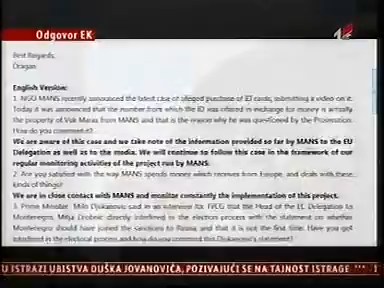 Odgovor EK
Best Regards,
Dragan
English Version:
1. NGO MANS recently announced the latest case of alleged purchase of ID cards, submitting a video on it.
Today it was announced that the number from which the ID was offered in exchange for money is actually
the property of Vuk Maras from MANS and that is the reason why he was questioned by the Prosecution.
How do you comment it?
We are aware of this case and we take note of the information provided so far by MANS to the EU
Delegation as well as to the media. We will continue to follow this case in the framework of our
regular monitoring activities of the project run by MANS.
2. Are you satisfied with the way MANS spends money which receives from Europe, and deals with these
kinds of things?
We are in close contact with MANS and monitor constantly the implementation of this project.
3. Prime Minister Milo Djukanovic said in an interview for TVCG that the Head of the EU Delegation to
Montenegro, Mitja Drobnic directly interfered in the election process with the statement on whether
Montenegro should have joined the sanctions to Russia, and that it is not the first time. Have you got
interfered in the electoral process and how do you comment this Djukanovic's statement?
U ISTRAZI UBISTVA DUŠKA JOVANOVIĆA, POZIVAJUĆI SE NA TAJNOST ISTRAGE *** 1